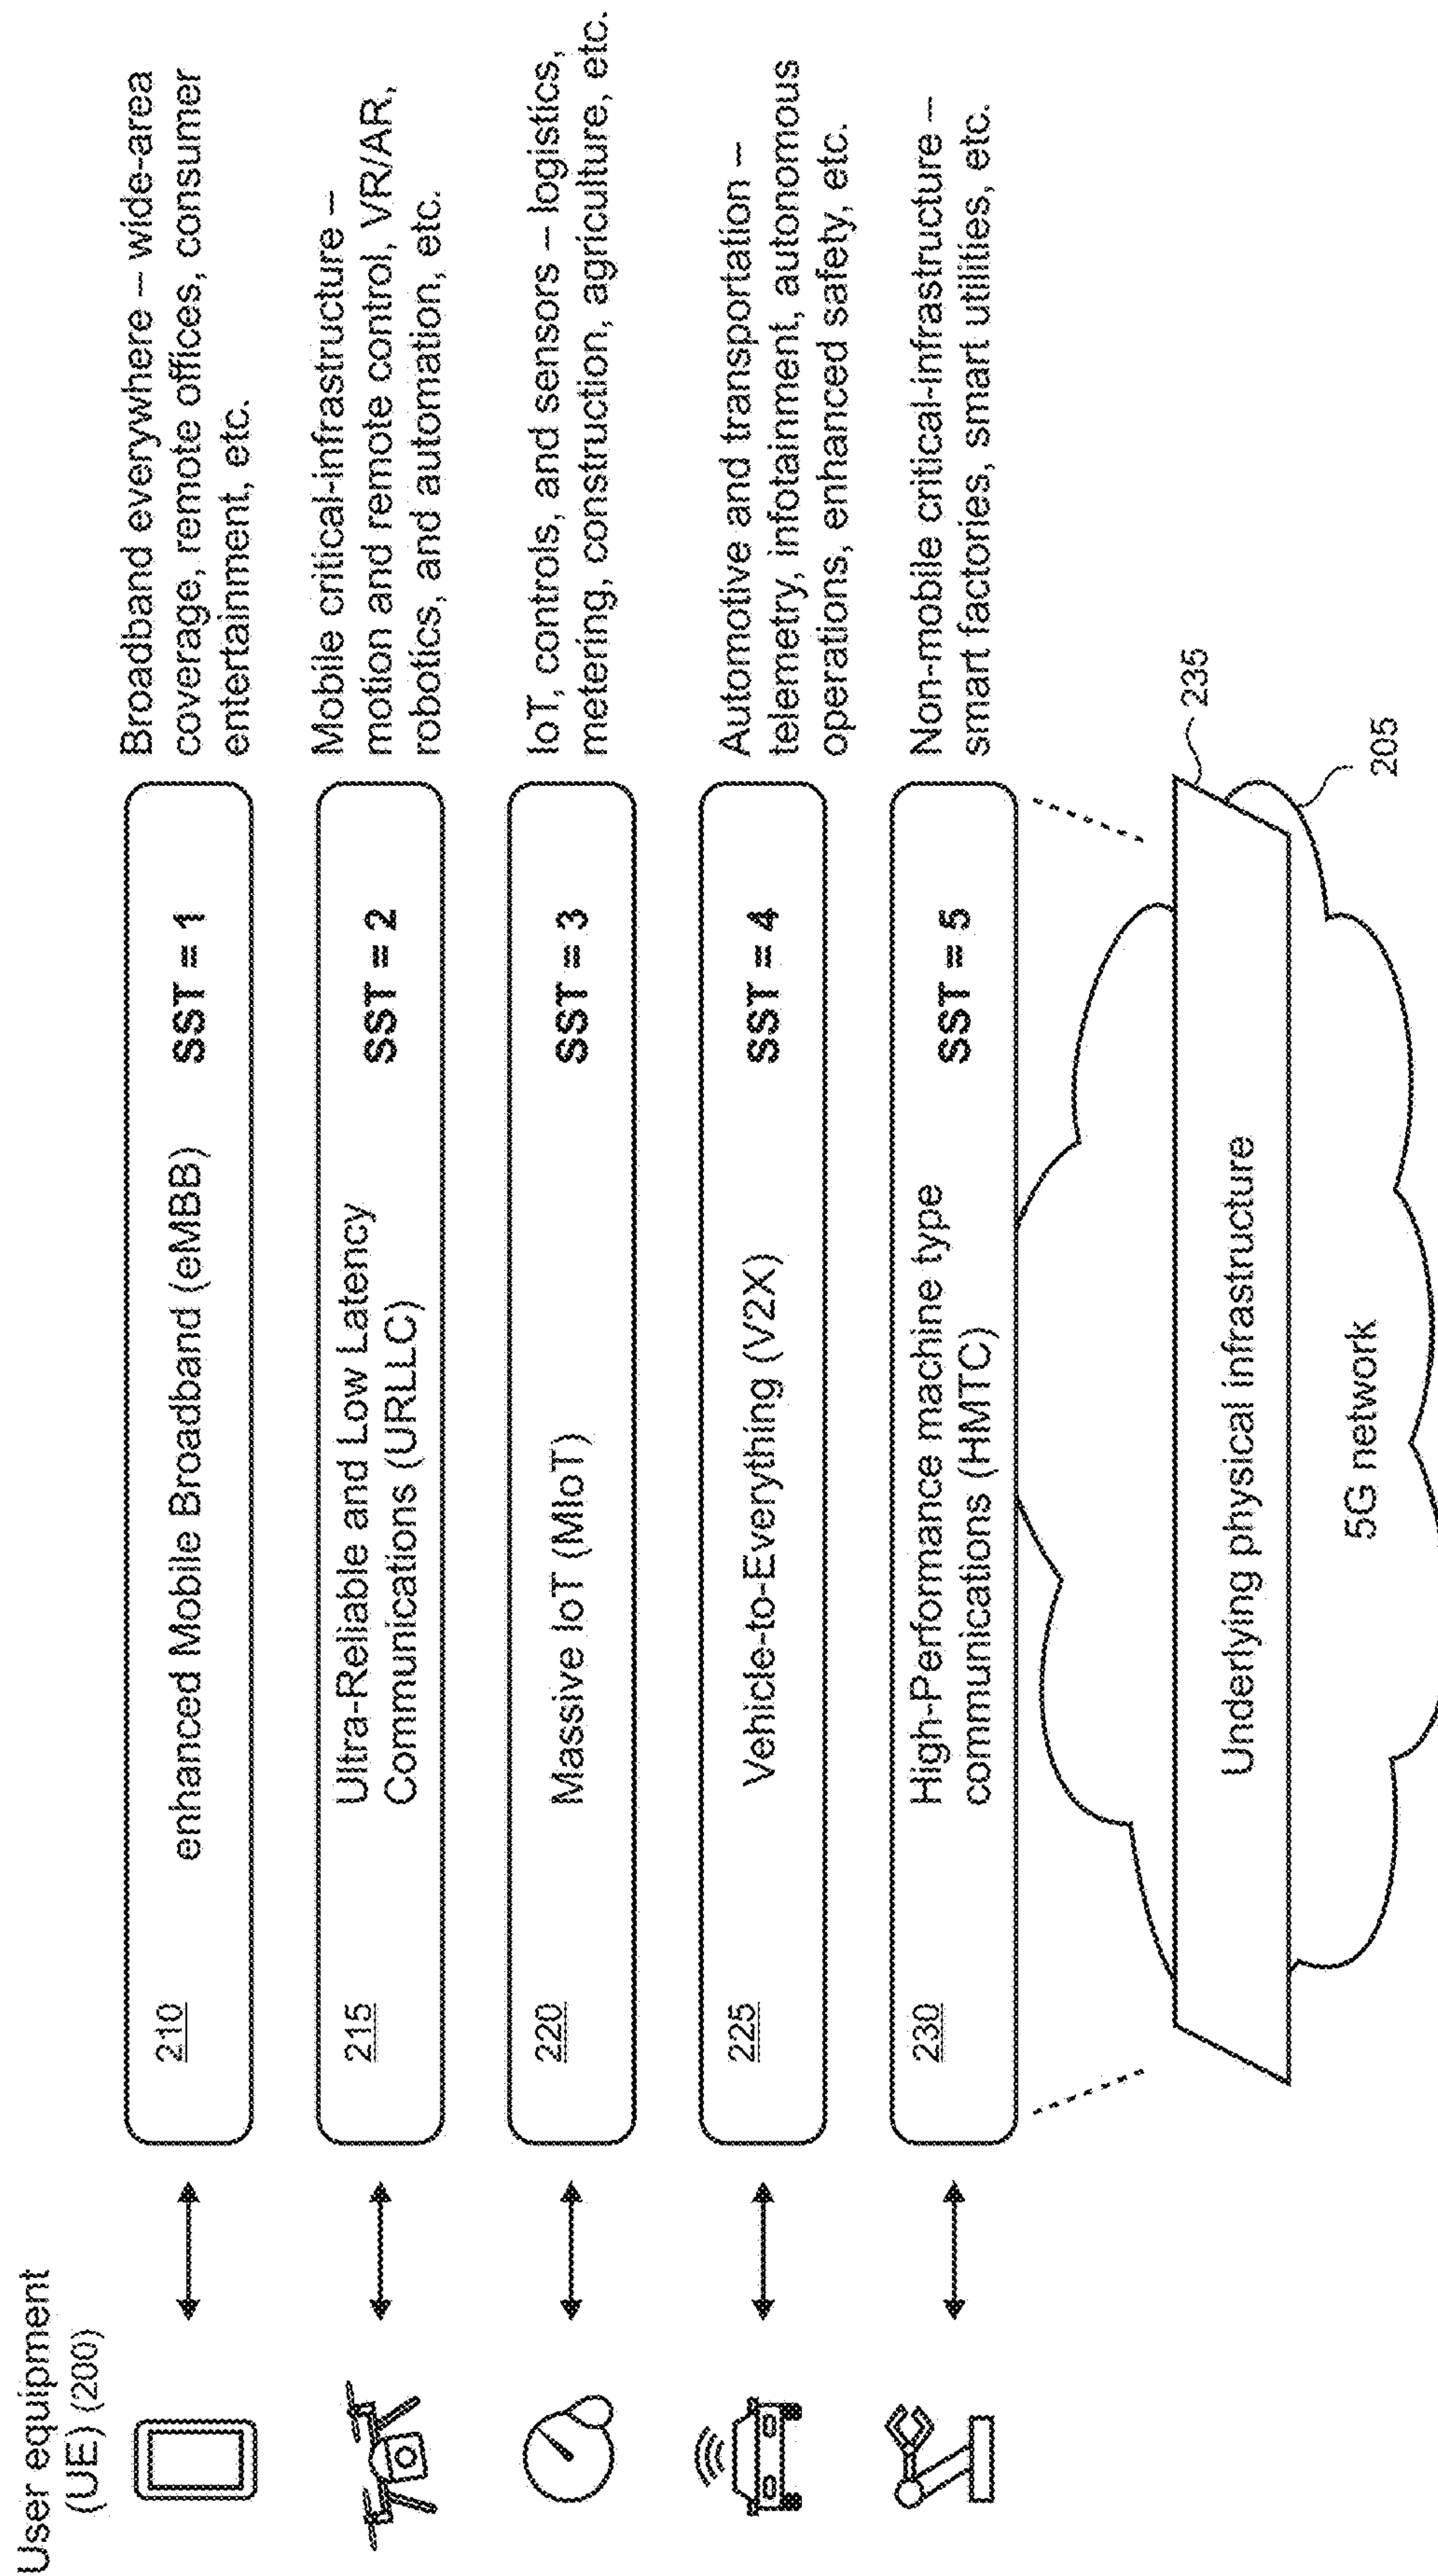 User equipment
(UE) (200)
210
enhanced Mobile Broadband (eMBB)
SST = 1
Broadband everywhere – wide-area
coverage, remote offices, consumer
entertainment, etc.
215
Ultra-Reliable and Low Latency
Communications (URLLC)
SST = 2
Mobile critical-infrastructure –
motion and remote control, VR/AR,
robotics, and automation, etc.
220
Massive IoT (MIoT)
SST = 3
IoT, controls, and sensors – logistics,
metering, construction, agriculture, etc.
225
Vehicle-to-Everything (V2X)
SST = 4
Automotive and transportation –
telemetry, infotainment, autonomous
operations, enhanced safety, etc.
230
High-Performance machine type
communications (HMTC)
SST = 5
Non-mobile critical-infrastructure –
smart factories, smart utilities, etc.
235
Underlying physical infrastructure
205
5G network